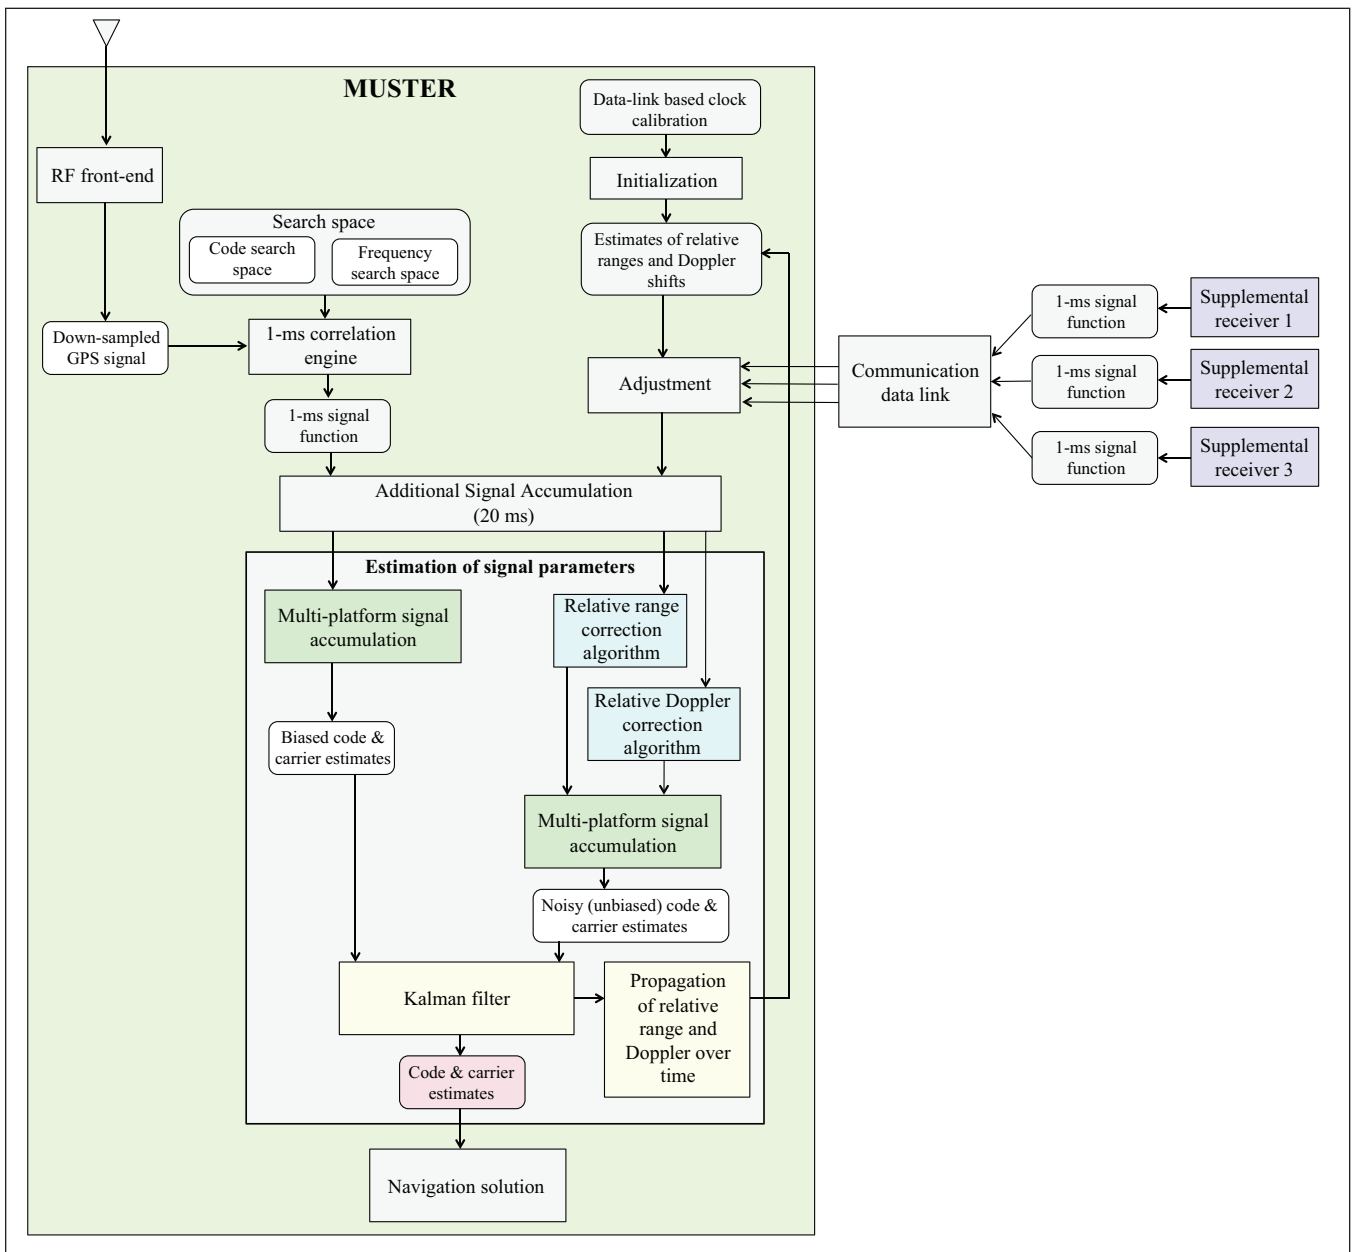 MUSTER
Data-link based clock
calibration
RF front-end
Initialization
Search space
Code search
space
Frequency
search space
Estimates of relative
ranges and Doppler
shifts
Down-sampled
GPS signal
1-ms correlation
engine
1-ms signal
function
Adjustment
Communication
data link
1-ms signal
function
Supplemental
receiver 1
1-ms signal
function
Supplemental
receiver 2
1-ms signal
function
Supplemental
receiver 3
Additional Signal Accumulation
(20 ms)
Estimation of signal parameters
Multi-platform signal
accumulation
Relative range
correction
algorithm
Relative Doppler
correction
algorithm
Biased code &
carrier estimates
Multi-platform signal
accumulation
Noisy (unbiased) code &
carrier estimates
Kalman filter
Propagation
of relative
range and
Doppler over
time
Code & carrier
estimates
Navigation solution